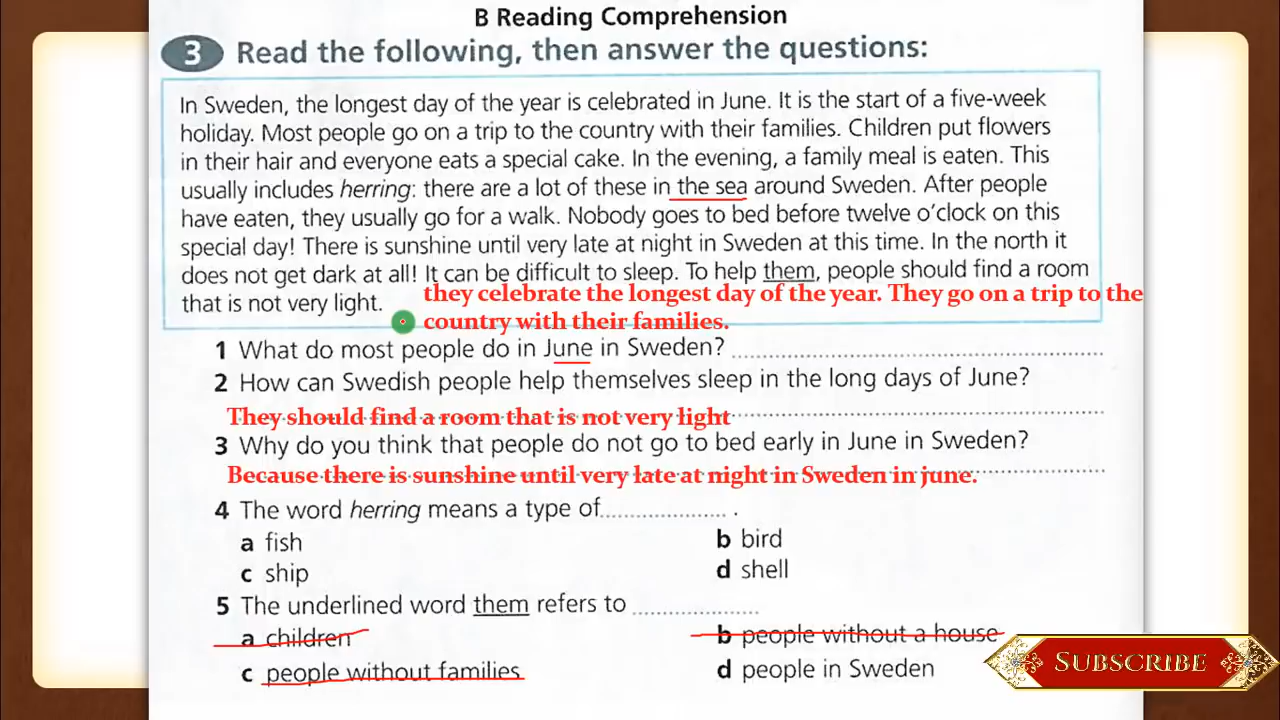 B Reading Comprehension
3 Read the following, then answer the questions:
In Sweden, the longest day of the year is celebrated in June. It is the start of a five-week
holiday. Most people go on a trip to the country with their families. Children put flowers
in their hair and everyone eats a special cake. In the evening, a family meal is eaten. This
usually includes herring: there are a lot of these in the sea around Sweden. After people
have eaten, they usually go for a walk. Nobody goes to bed before twelve o'clock on this
special day! There is sunshine until very late at night in Sweden at this time. In the north it
does not get dark at all! It can be difficult to sleep. To help them, people should find a room
that is not very light.
they celebrate the longest day of the year. They go on a trip to the
country with their families.
1 What do most people do in June in Sweden?
2 How can Swedish people help themselves sleep in the long days of June?
They should find a room that is not very light
3 Why do you think that people do not go to bed early in June in Sweden?
Because there is sunshine until very late at night in Sweden in june.
4 The word herring means a type of .................... .
a fish
b bird
c ship
d shell
5 The underlined word them refers to ....................
a children
b people without a house
c people without families
d people in Sweden
SUBSCRIBE